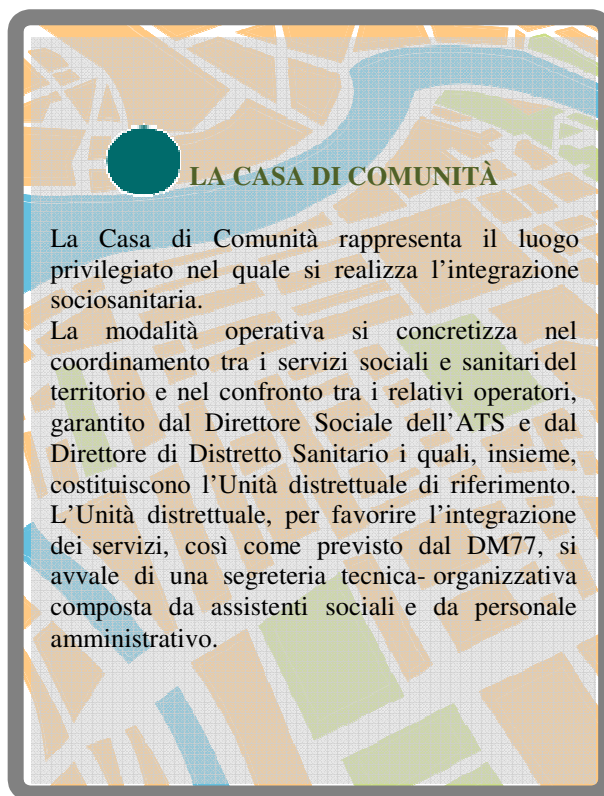 LA CASA DI COMUNITÀ
La Casa di Comunità rappresenta il luogo
privilegiato nel quale si realizza l'integrazione
sociosanitaria.
La modalità operativa si concretizza nel
coordinamento tra i servizi sociali e sanitari del
territorio e nel confronto tra i relativi operatori,
garantito dal Direttore Sociale dell'ATS e dal
Direttore di Distretto Sanitario i quali, insieme,
costituiscono l'Unità distrettuale di riferimento.
L'Unità distrettuale, per favorire l'integrazione
dei servizi, così come previsto dal DM77, si
avvale di una segreteria tecnica- organizzativa
composta da assistenti sociali e da personale
amministrativo.